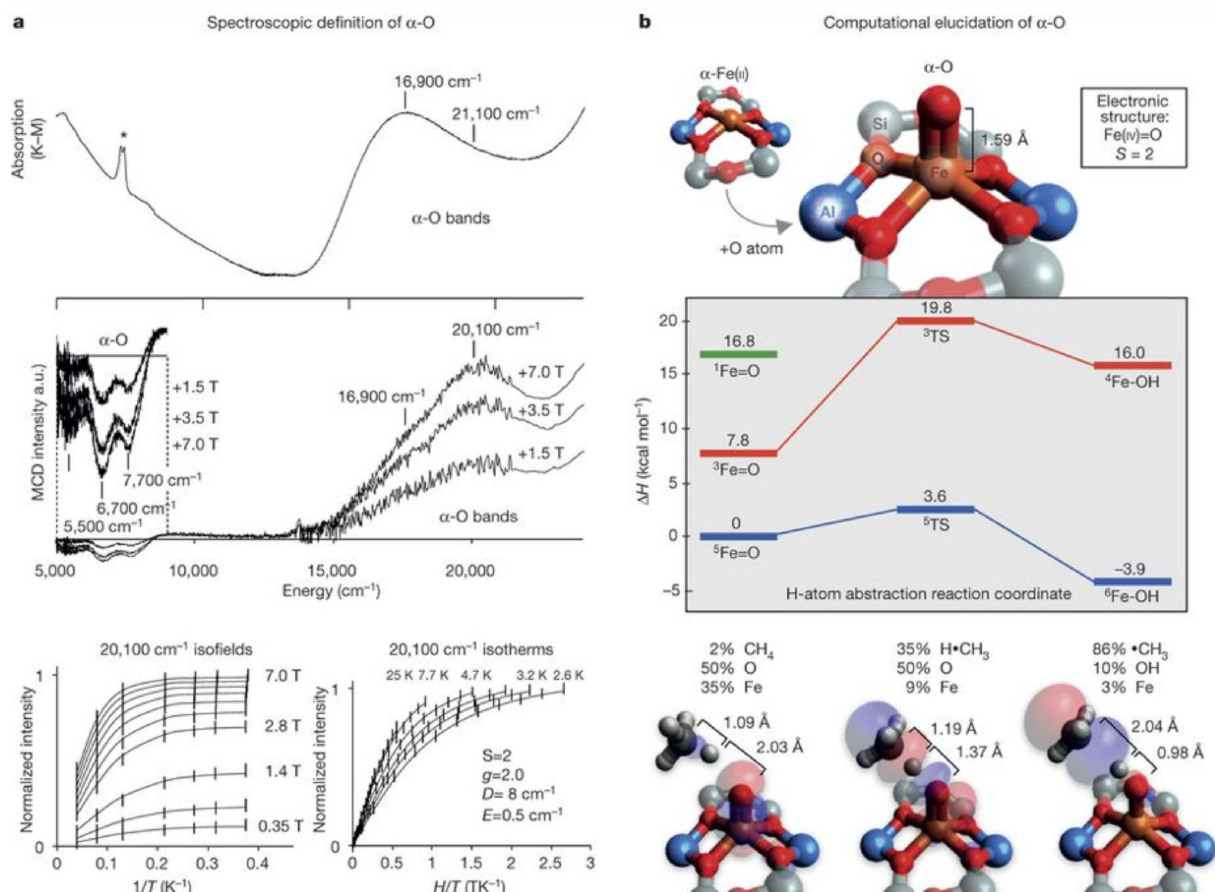 a Spectroscopic definition of α-O
16,900 cm⁻¹
21,100 cm⁻¹
*
Absorption
(K–M)
α-O bands
α-O
20,100 cm⁻¹
16,900 cm⁻¹
+7.0 T
+3.5 T
+1.5 T
+1.5 T
+3.5 T
+7.0 T
7,700 cm⁻¹
6,700 cm⁻¹
5,500 cm⁻¹
MCD intensity a.u.
α-O bands
5,000 10,000 15,000 20,000
Energy (cm⁻¹)
20,100 cm⁻¹ isofields
1
7.0 T
2.8 T
1.4 T
0.35 T
Normalized intensity
0
0 0.1 0.2 0.3 0.4
1/T (K⁻¹)
20,100 cm⁻¹ isotherms
25 K 7.7 K 4.7 K 3.2 K 2.6 K
1
Normalized intensity
S=2
g=2.0
D= 8 cm⁻¹
E=0.5 cm⁻¹
0
0 0.5 1 1.5 2 2.5 3
H/T (TK⁻¹)
b Computational elucidation of α-O
α-Fe(II)
α-O
Si
O
Fe
Al
1.59 Å
+O atom
Electronic
structure:
Fe(IV)=O
S = 2
20
15
10
5
0
−5
ΔH (kcal mol⁻¹)
16.8
¹Fe=O
19.8
³TS
16.0
⁴Fe-OH
7.8
³Fe=O
0
⁵Fe=O
3.6
⁵TS
−3.9
⁶Fe-OH
H-atom abstraction reaction coordinate
2% CH₄
50% O
35% Fe
1.09 Å
2.03 Å
35% H•CH₃
50% O
9% Fe
1.19 Å
1.37 Å
86% •CH₃
10% OH
3% Fe
2.04 Å
0.98 Å